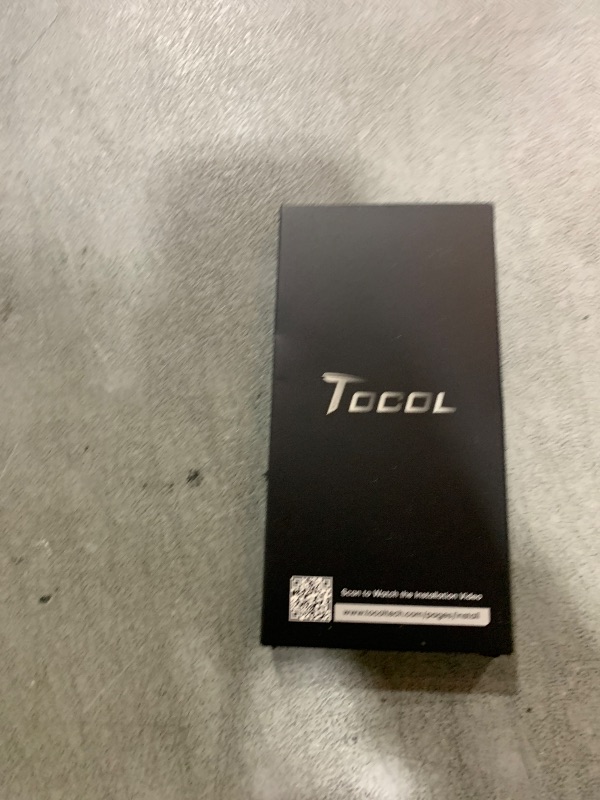 Tocol
Scan to Watch the Installation Video
www.tocoltech.com/pages/install